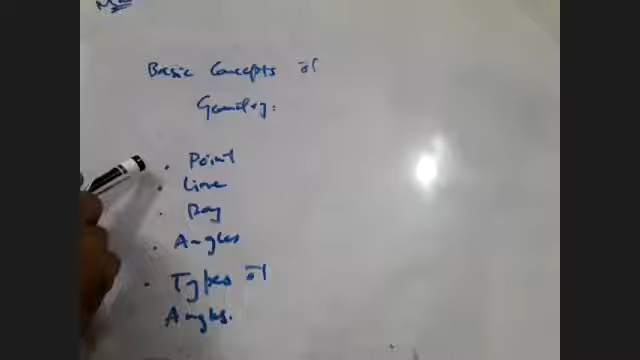 Basic Concepts of
Geometry.
. Point
. Line
. Ray
. Angles
. Types of
Angles.